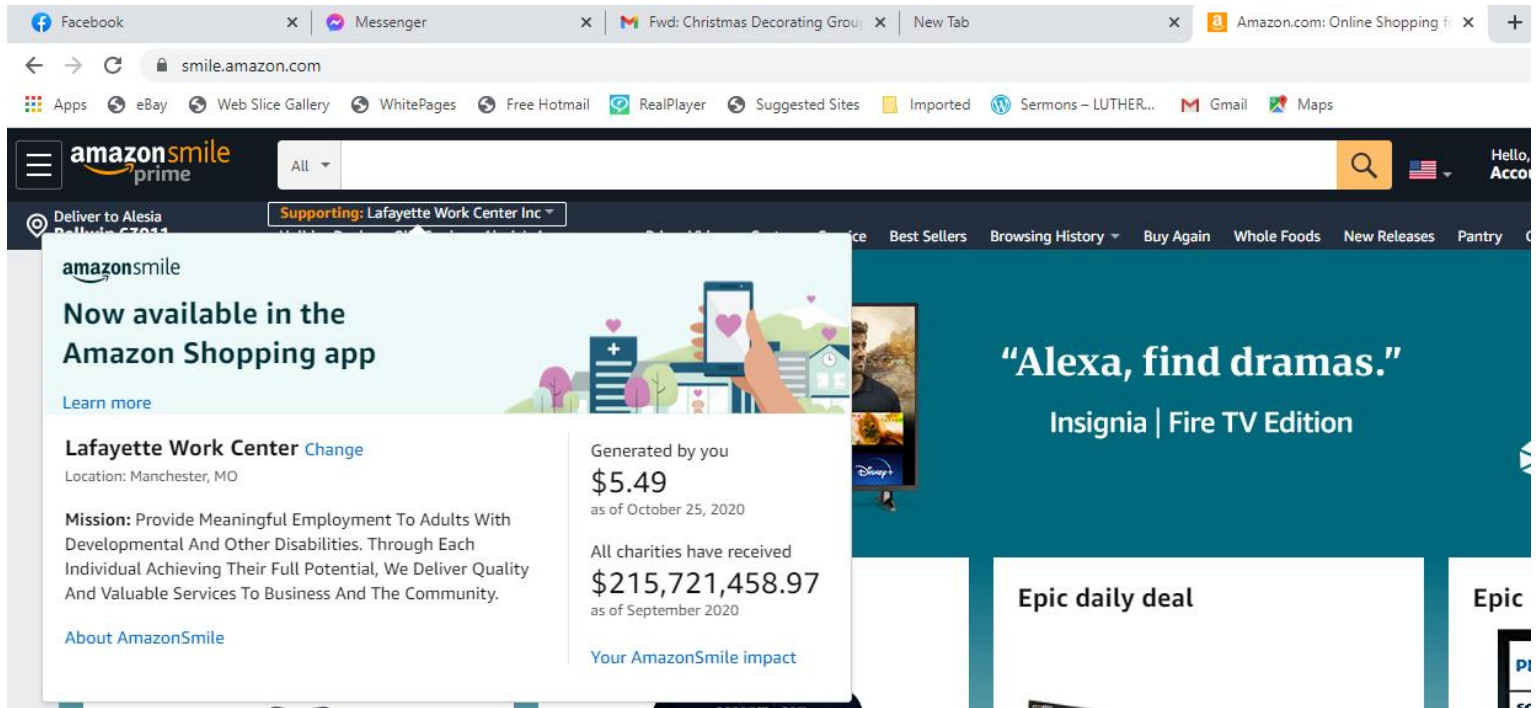 Facebook
Messenger
Fwd: Christmas Decorating Grou
New Tab
Amazon.com: Online Shopping f
smile.amazon.com
Apps eBay Web Slice Gallery WhitePages Free Hotmail RealPlayer Suggested Sites Imported Sermons – LUTHER... Gmail Maps
amazonsmile
prime
All
Hello,
Deliver to Alesia
Supporting: Lafayette Work Center Inc
Best Sellers Browsing History Buy Again Whole Foods New Releases Pantry
amazonsmile
Now available in the
Amazon Shopping app
Learn more
Lafayette Work Center Change
Location: Manchester, MO
Mission: Provide Meaningful Employment To Adults With
Developmental And Other Disabilities. Through Each
Individual Achieving Their Full Potential, We Deliver Quality
And Valuable Services To Business And The Community.
About AmazonSmile
Generated by you
$5.49
as of October 25, 2020
All charities have received
$215,721,458.97
as of September 2020
Your AmazonSmile impact
Disney+
“Alexa, find dramas.”
Insignia | Fire TV Edition
Epic daily deal
Epic